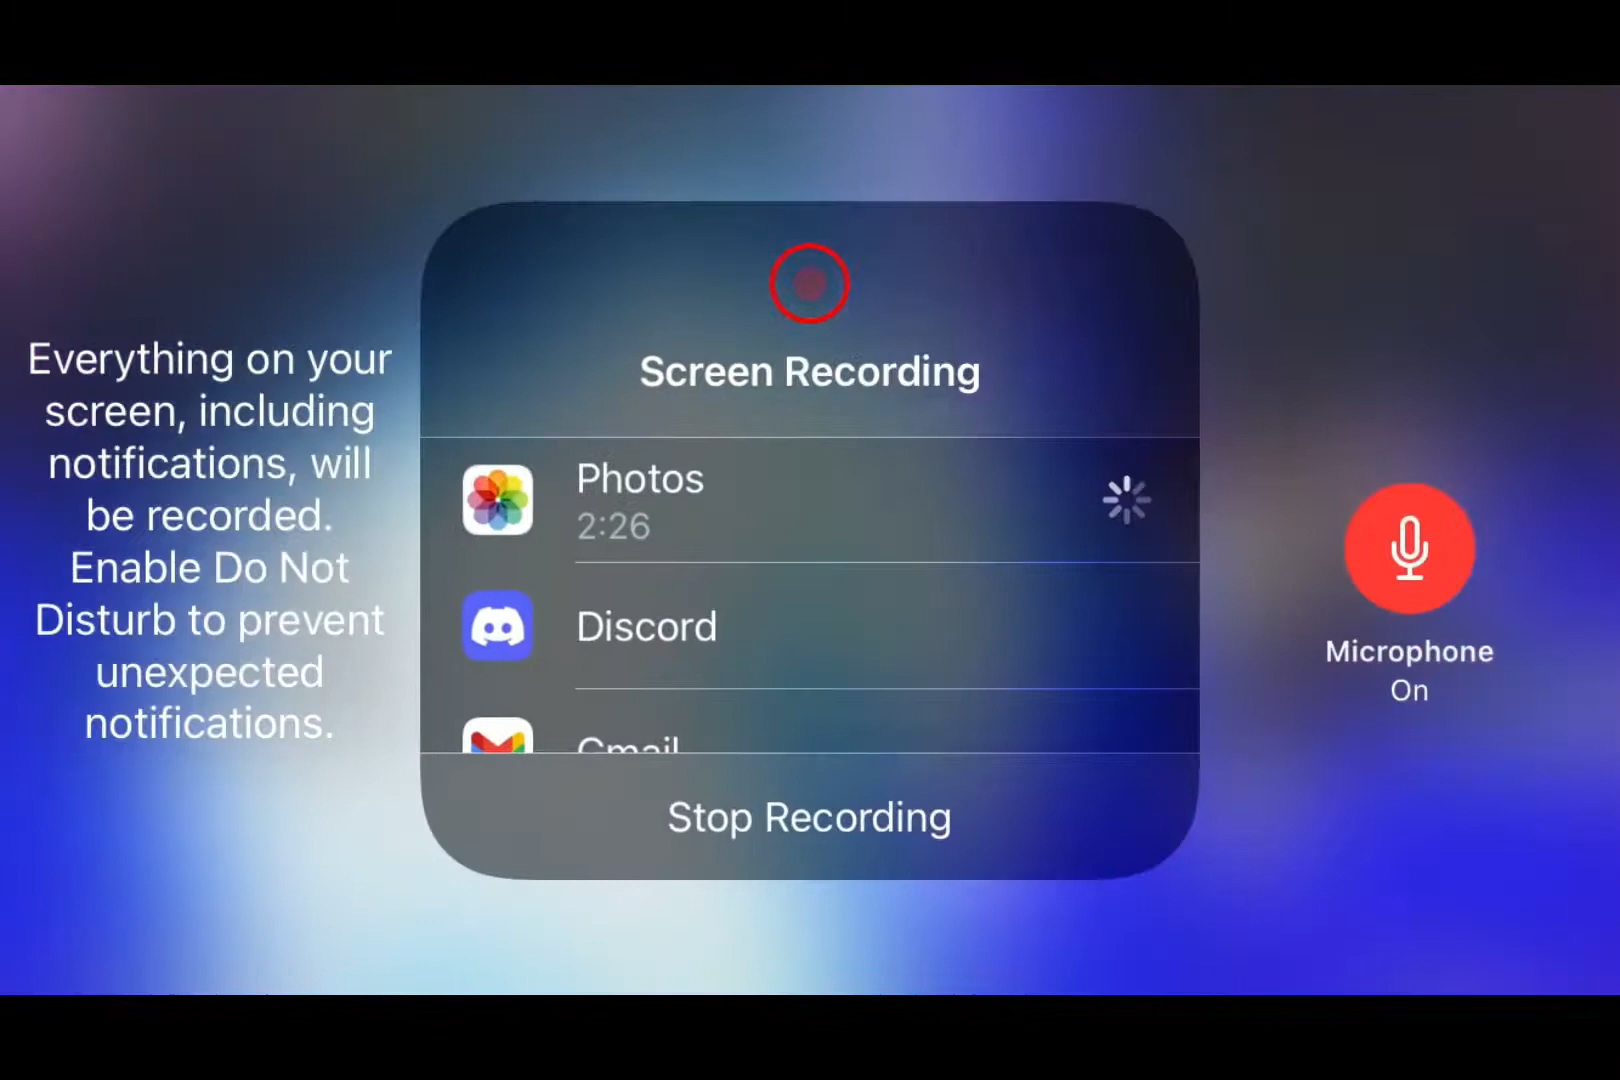 Everything on your
screen, including
notifications, will
be recorded.
Enable Do Not
Disturb to prevent
unexpected
notifications.
Screen Recording
Photos
2:26
Discord
Gmail
Stop Recording
Microphone
On